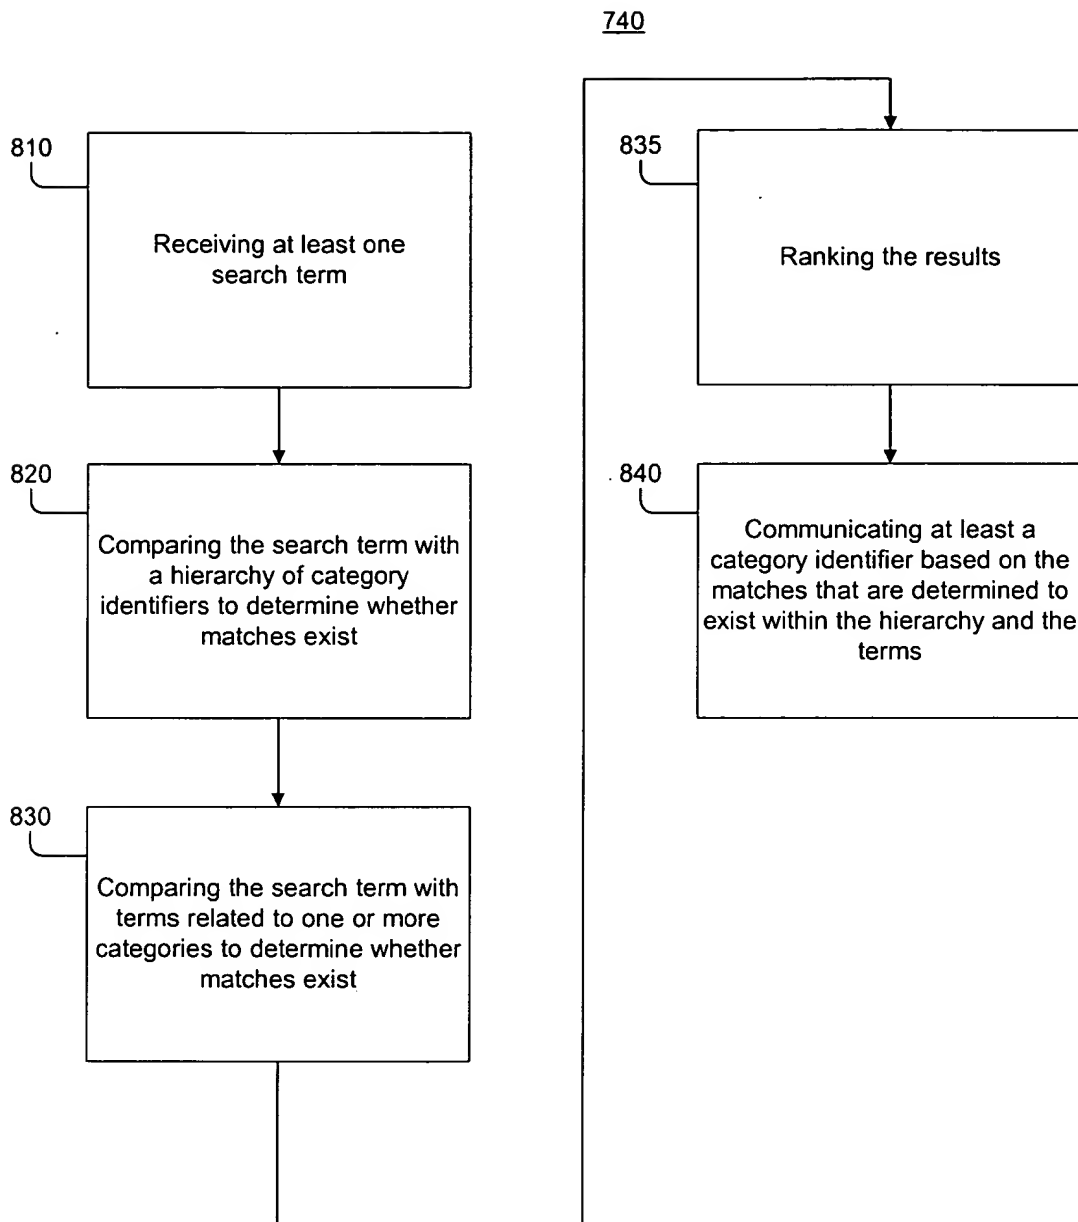 740
810
Receiving at least one
search term
820
Comparing the search term with
a hierarchy of category
identifiers to determine whether
matches exist
830
Comparing the search term with
terms related to one or more
categories to determine whether
matches exist
835
Ranking the results
840
Communicating at least a
category identifier based on the
matches that are determined to
exist within the hierarchy and the
terms